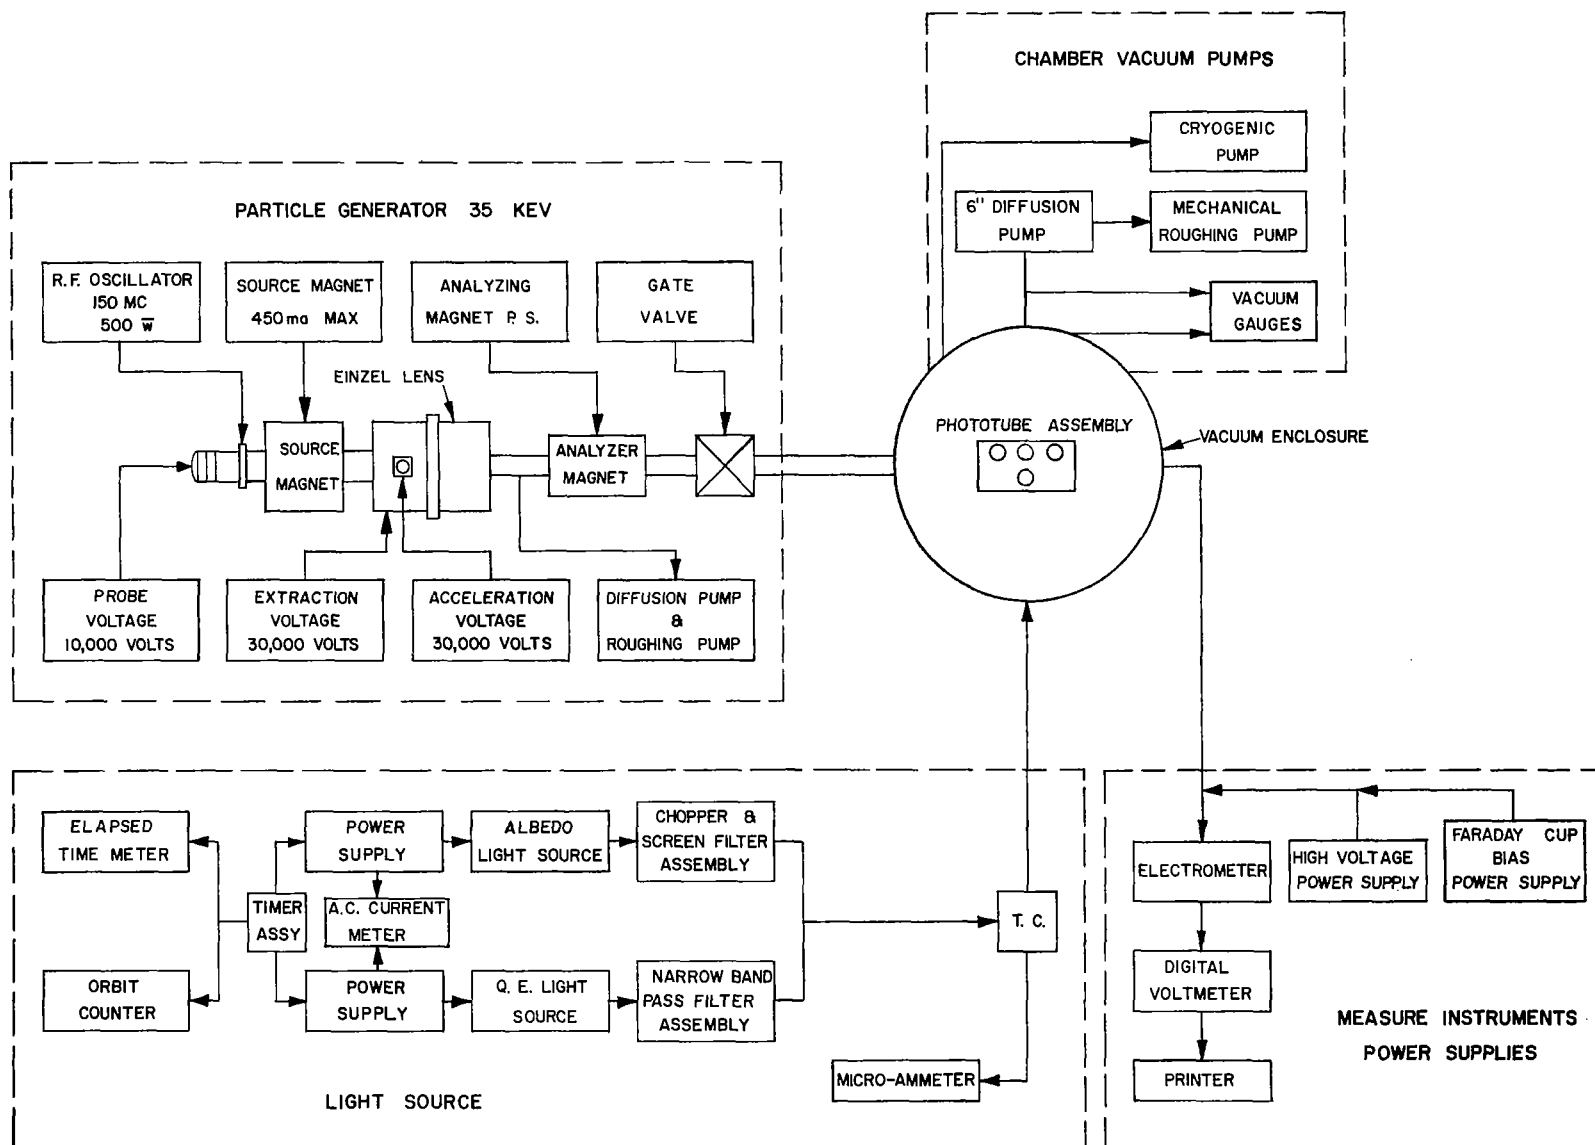 CHAMBER VACUUM PUMPS
CRYOGENIC
PUMP
6" DIFFUSION
PUMP
MECHANICAL
ROUGHING PUMP
VACUUM
GAUGES
PARTICLE GENERATOR 35 KEV
R.F. OSCILLATOR
150 MC
500 w
SOURCE MAGNET
450ma MAX
ANALYZING
MAGNET P. S.
GATE
VALVE
EINZEL LENS
SOURCE
MAGNET
ANALYZER
MAGNET
PHOTOTUBE ASSEMBLY
VACUUM ENCLOSURE
PROBE
VOLTAGE
10,000 VOLTS
EXTRACTION
VOLTAGE
30,000 VOLTS
ACCELERATION
VOLTAGE
30,000 VOLTS
DIFFUSION PUMP
&
ROUGHING PUMP
ELAPSED
TIME METER
POWER
SUPPLY
ALBEDO
LIGHT SOURCE
CHOPPER &
SCREEN FILTER
ASSEMBLY
TIMER
ASSY
A.C. CURRENT
METER
T. C.
ORBIT
COUNTER
POWER
SUPPLY
Q. E. LIGHT
SOURCE
NARROW BAND
PASS FILTER
ASSEMBLY
MICRO-AMMETER
LIGHT SOURCE
ELECTROMETER
HIGH VOLTAGE
POWER SUPPLY
FARADAY CUP
BIAS
POWER SUPPLY
DIGITAL
VOLTMETER
PRINTER
MEASURE INSTRUMENTS
POWER SUPPLIES